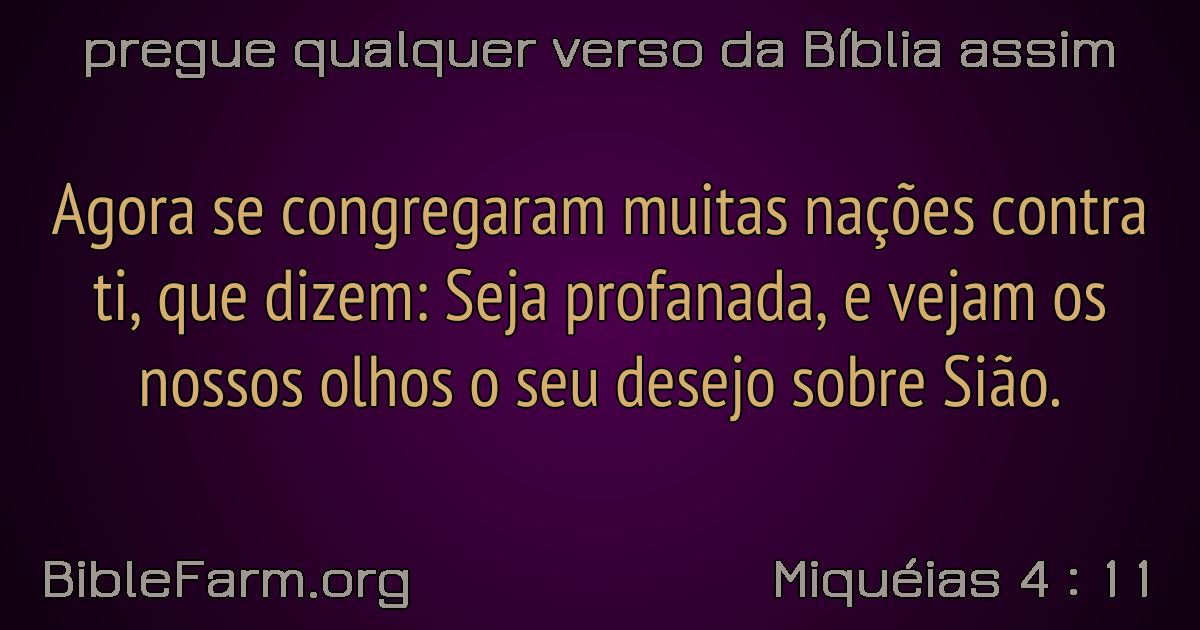 pregue qualquer verso da Bíblia assim
Agora se congregaram muitas nações contra
ti, que dizem: Seja profanada, e vejam os
nossos olhos o seu desejo sobre Sião.
BibleFarm.org
Miquéias 4 : 11